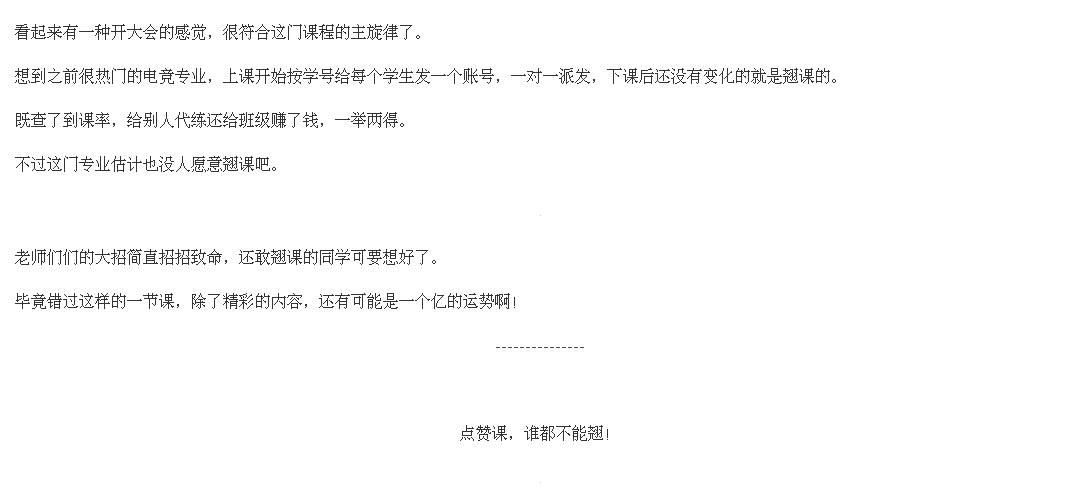 看起来有一种开大会的感觉，很符合这门课程的主旋律了。
想到之前很热门的电竞专业，上课开始按学号给每个学生发一个账号，一对一派发，下课后还没有变化的就是翘课的。
既查了到课率，给别人代练还给班级赚了钱，一举两得。
不过这门专业估计也没人愿意翘课吧。
老师们们的大招简直招招致命，还敢翘课的同学可要想好了。
毕竟错过这样的一节课，除了精彩的内容，还有可能是一个亿的运势啊！
---------------
点赞课，谁都不能翘！